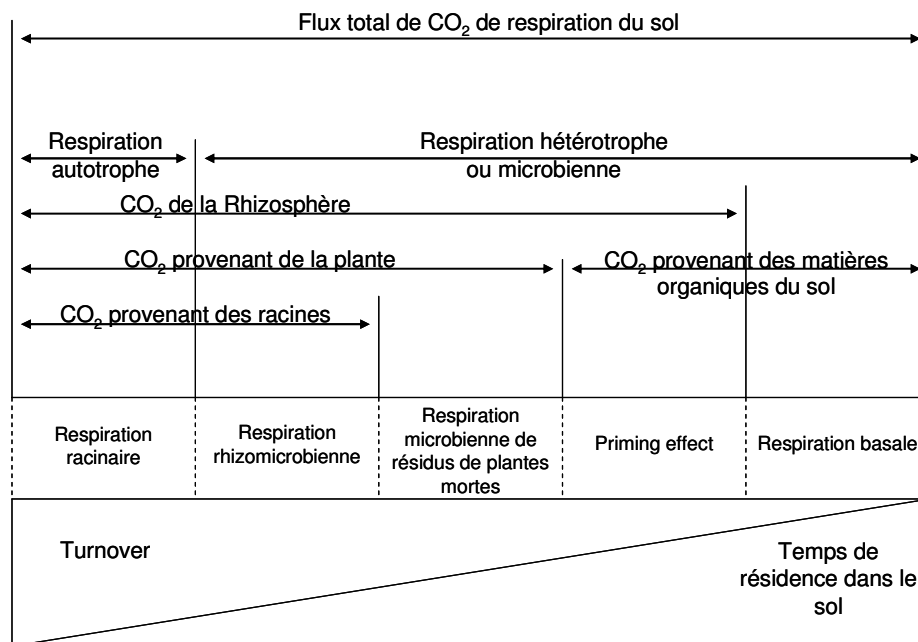 Flux total de CO₂ de respiration du sol
Respiration
autotrophe
Respiration hétérotrophe
ou microbienne
CO₂ de la Rhizosphère
CO₂ provenant de la plante
CO₂ provenant des matières
organiques du sol
CO₂ provenant des racines
Respiration
racinaire
Respiration
rhizomicrobienne
Respiration
microbienne de
résidus de plantes
mortes
Priming effect
Respiration basale
Turnover
Temps de
résidence dans le
sol